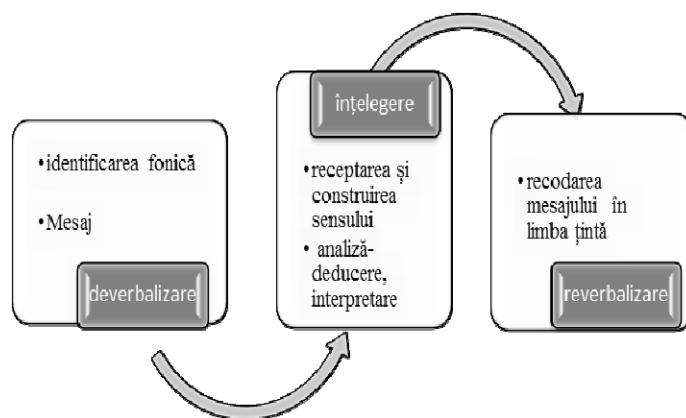 •identificarea fonică
•Mesaj
deverbalizare
înțelegere
•receptarea și
construirea
sensului
• analiză-
deducere,
interpretare
•recodarea
mesajului în
limba țintă
reverbalizare